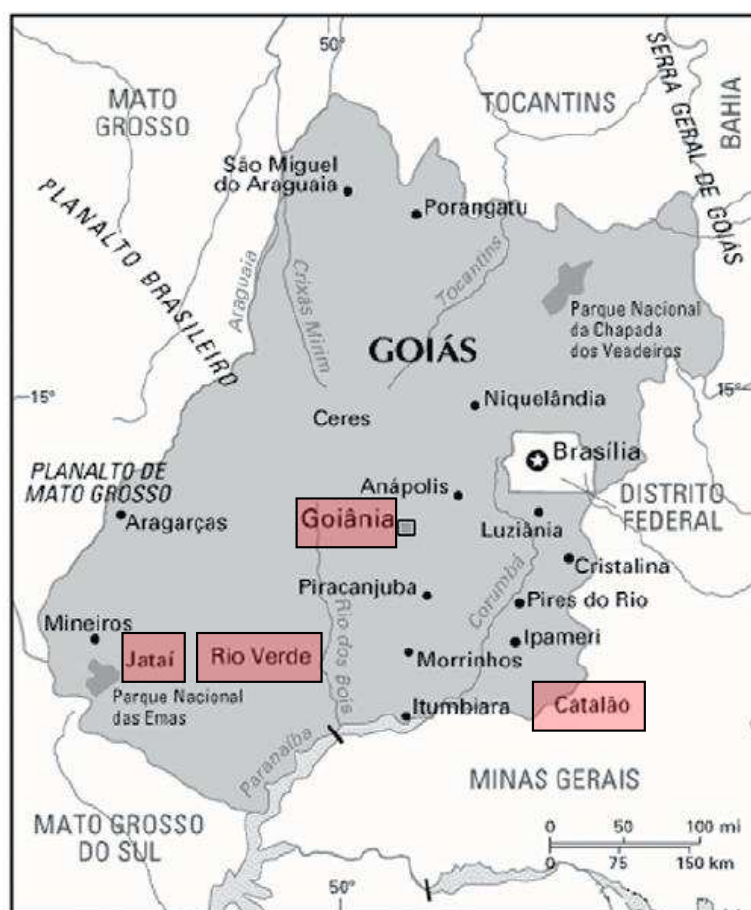 50°
MATO
GROSSO
TOCANTINS
BAHIA
SERRA GERAL DE GOIÁS
São Miguel
do Araguaia
Porangatu
PLANALTO BRASILEIRO
Araguaia
Crixás Mirim
Tocantins
Parque Nacional
da Chapada
dos Veadeiros
GOIÁS
15°
15°
Niquelândia
Ceres
Brasília
PLANALTO DE
MATO GROSSO
Anápolis
DISTRITO
FEDERAL
Goiânia
Aragarças
Luziânia
Cristalina
Piracanjuba
Corumbá
Pires do Rio
Mineiros
Rio dos Bois
Ipameri
Jataí
Rio Verde
Morrinhos
Parque Nacional
das Emas
Itumbiara
Catalão
Paranaíba
MINAS GERAIS
MATO GROSSO
DO SUL
0 50 100 mi
0 75 150 km
50°